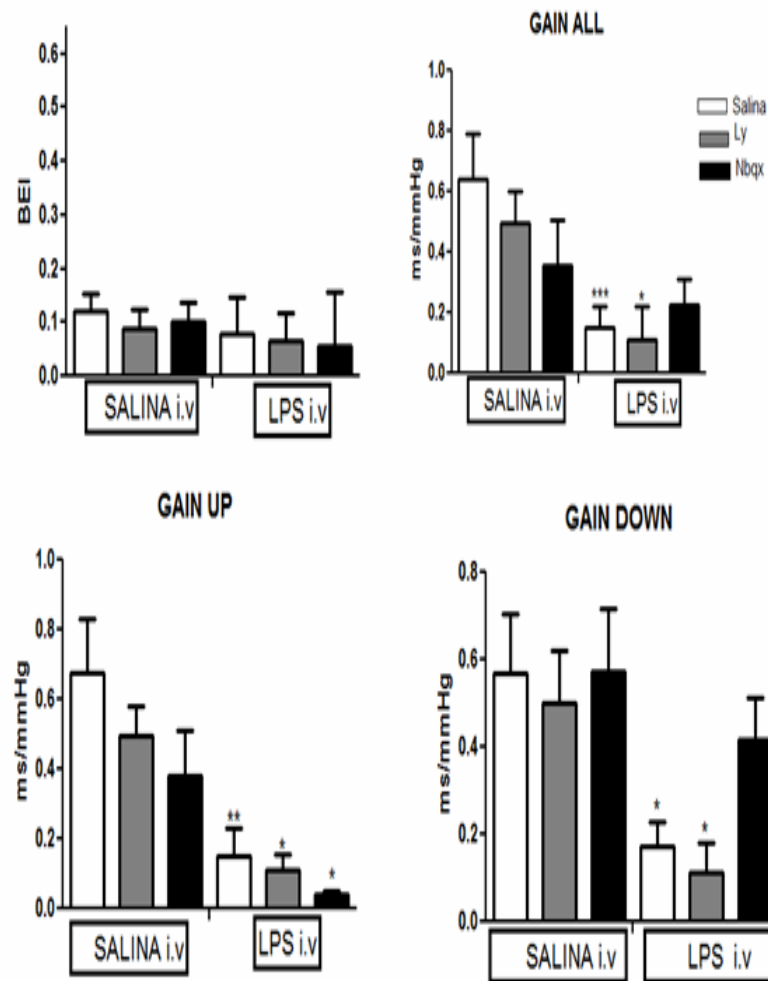 BEI
0.6
0.5
0.4
0.3
0.2
0.1
0.0
SALINA i.v
LPS i.v
GAIN ALL
ms/mmHg
1.0
0.8
0.6
0.4
0.2
0.0
***
*
SALINA i.v
LPS i.v
Salina
Ly
Nbqx
GAIN UP
ms/mmHg
1.0
0.8
0.6
0.4
0.2
0.0
**
*
*
SALINA i.v
LPS i.v
GAIN DOWN
ms/mmHg
0.8
0.6
0.4
0.2
0.0
*
*
SALINA i.v
LPS i.v